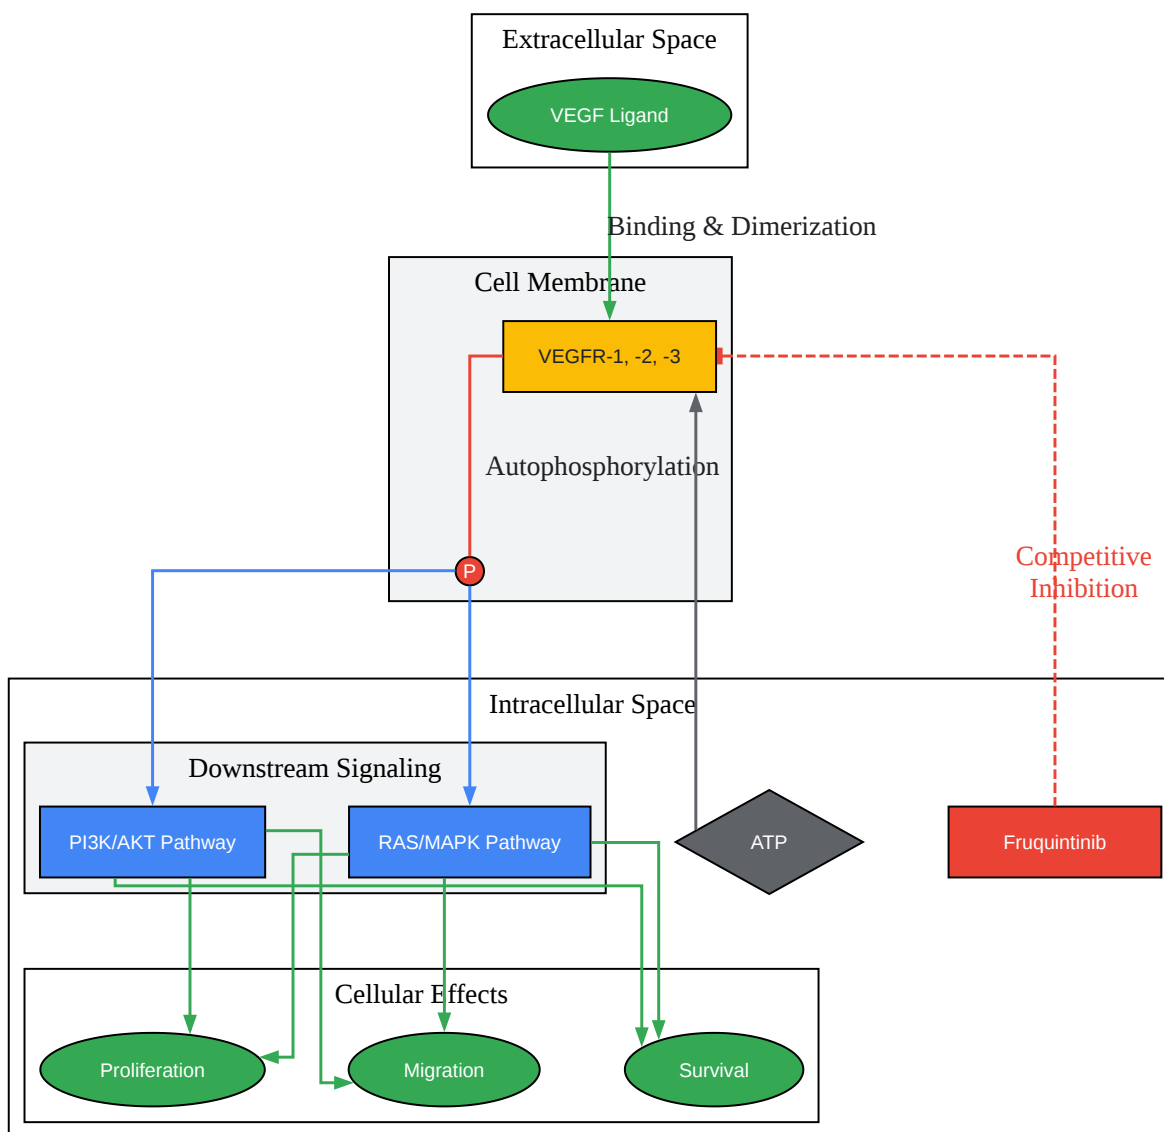 Extracellular Space
VEGF Ligand
Binding & Dimerization
Cell Membrane
VEGFR-1, -2, -3
Autophosphorylation
P
Competitive
Inhibition
Intracellular Space
Downstream Signaling
PI3K/AKT Pathway
RAS/MAPK Pathway
ATP
Fruquintinib
Cellular Effects
Proliferation
Migration
Survival